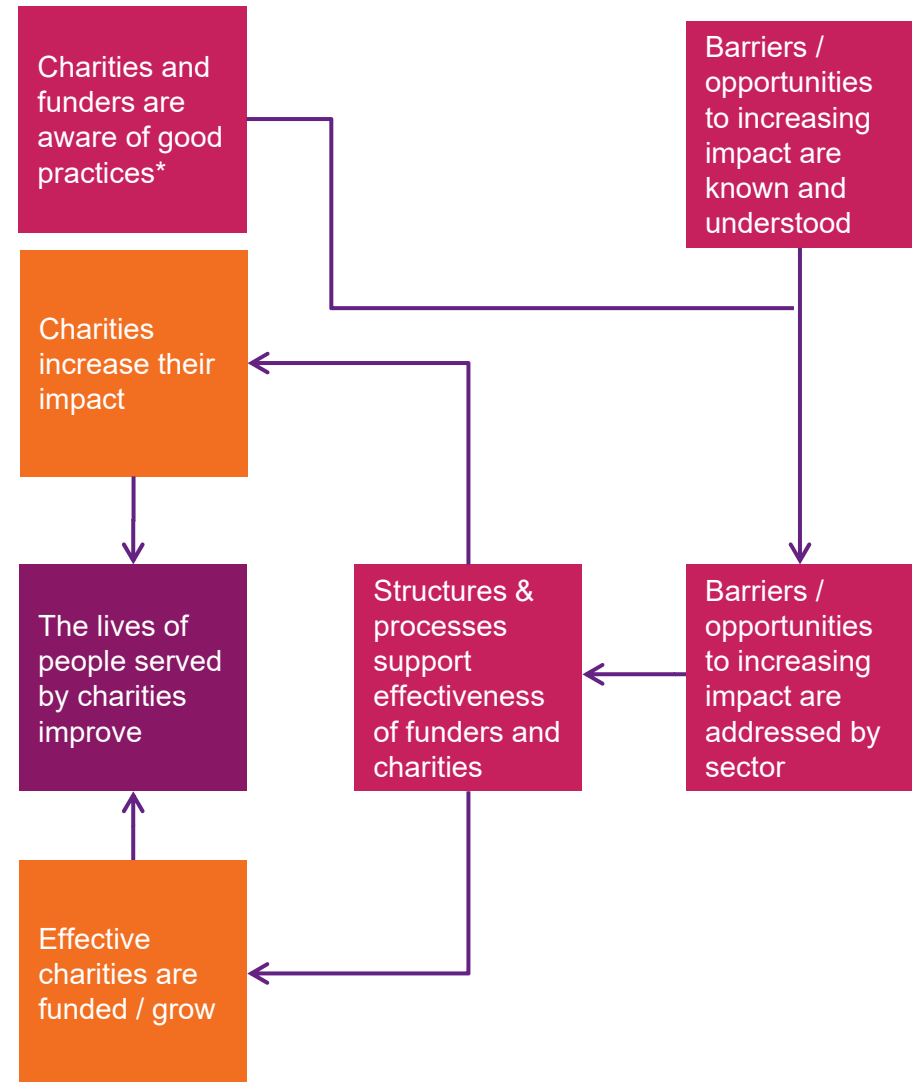 Charities and
funders are
aware of good
practices*
Barriers /
opportunities
to increasing
impact are
known and
understood
Charities
increase their
impact
The lives of
people served
by charities
improve
Structures &
processes
support
effectiveness
of funders and
charities
Barriers /
opportunities
to increasing
impact are
addressed by
sector
Effective
charities are
funded / grow